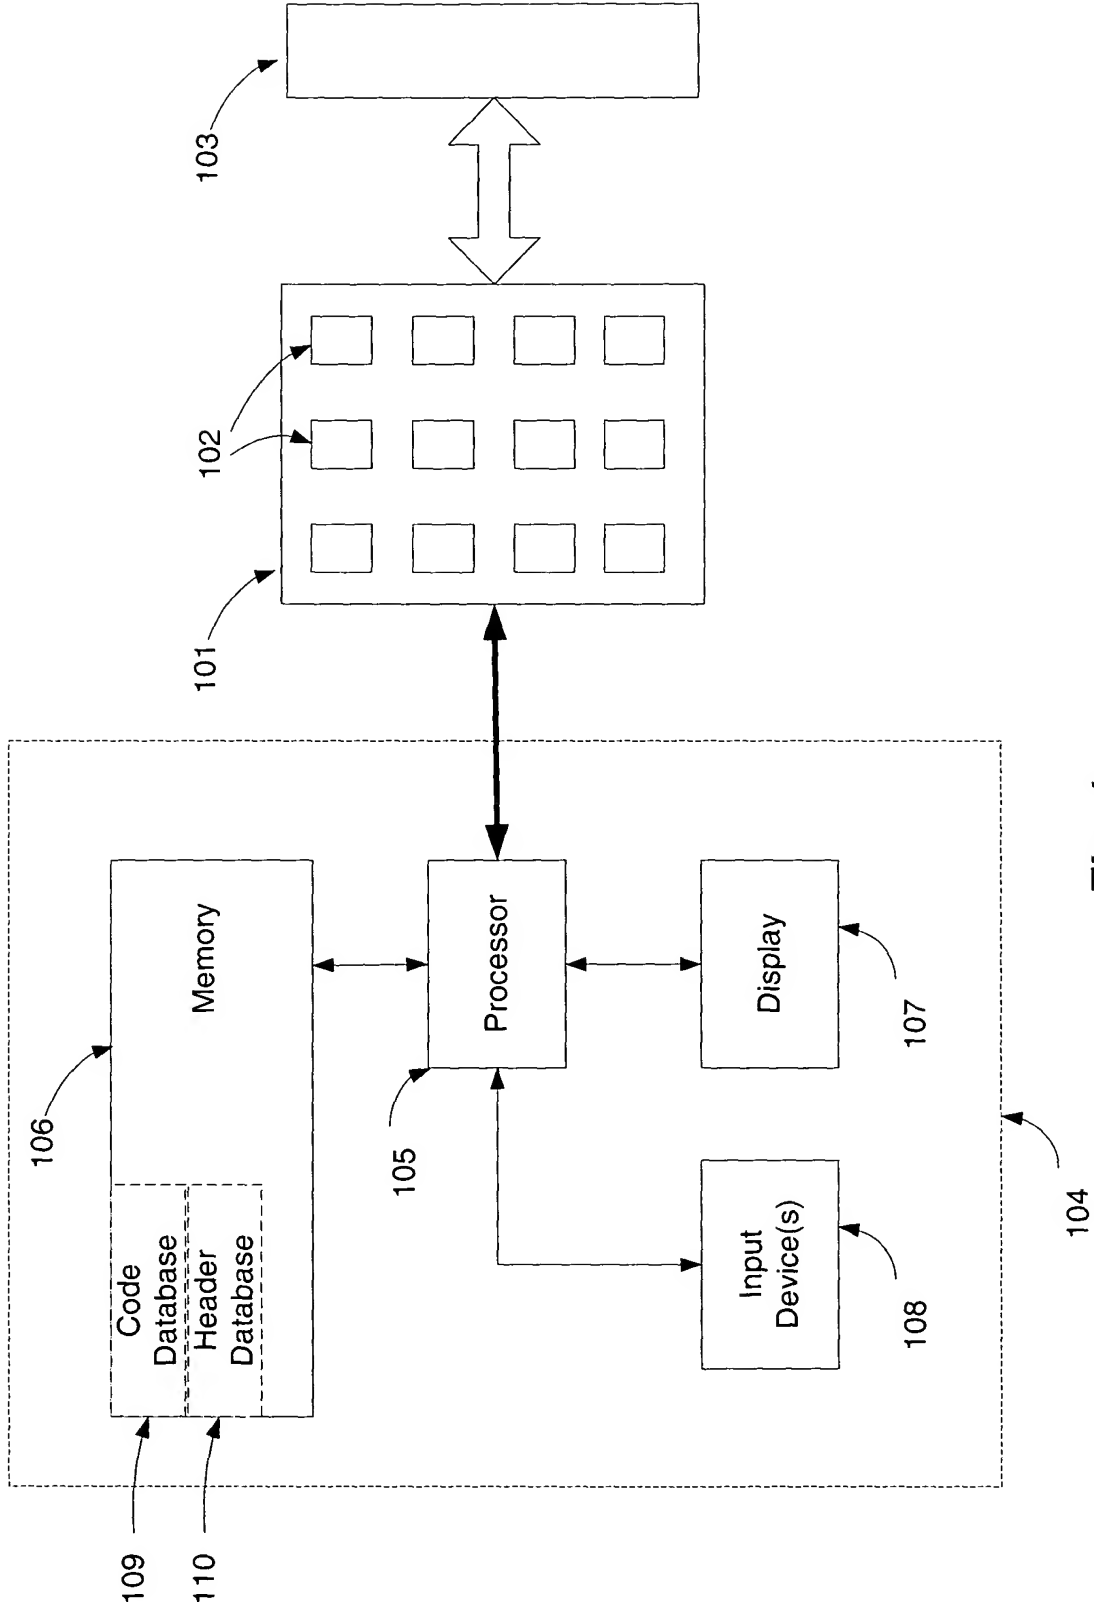 109
110
Code
Database
Header
Database
106
Memory
105
Processor
Input
Device(s)
108
Display
107
104
101
102
103